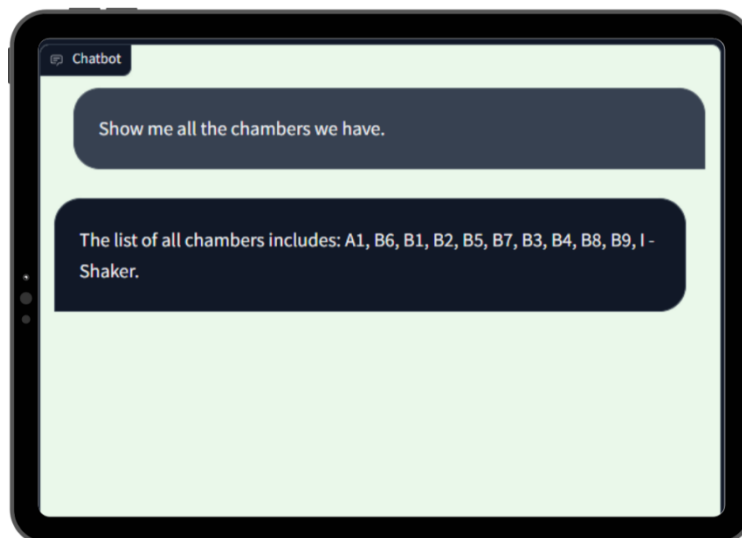 Chatbot
Show me all the chambers we have.
The list of all chambers includes: A1, B6, B1, B2, B5, B7, B3, B4, B8, B9, I -
Shaker.